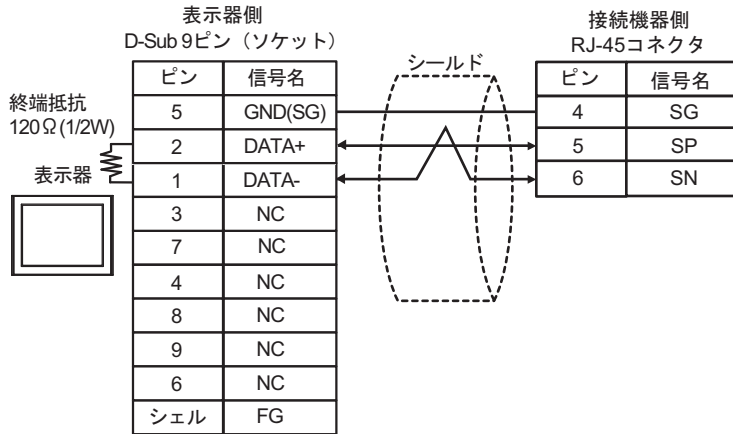 表示器側
D-Sub 9ピン（ソケット）
接続機器側
RJ-45コネクタ
シールド
終端抵抗
120Ω(1/2W)
表示器
ピン 信号名
5 GND(SG)
2 DATA+
1 DATA-
3 NC
7 NC
4 NC
8 NC
9 NC
6 NC
シェル FG
ピン 信号名
4 SG
5 SP
6 SN